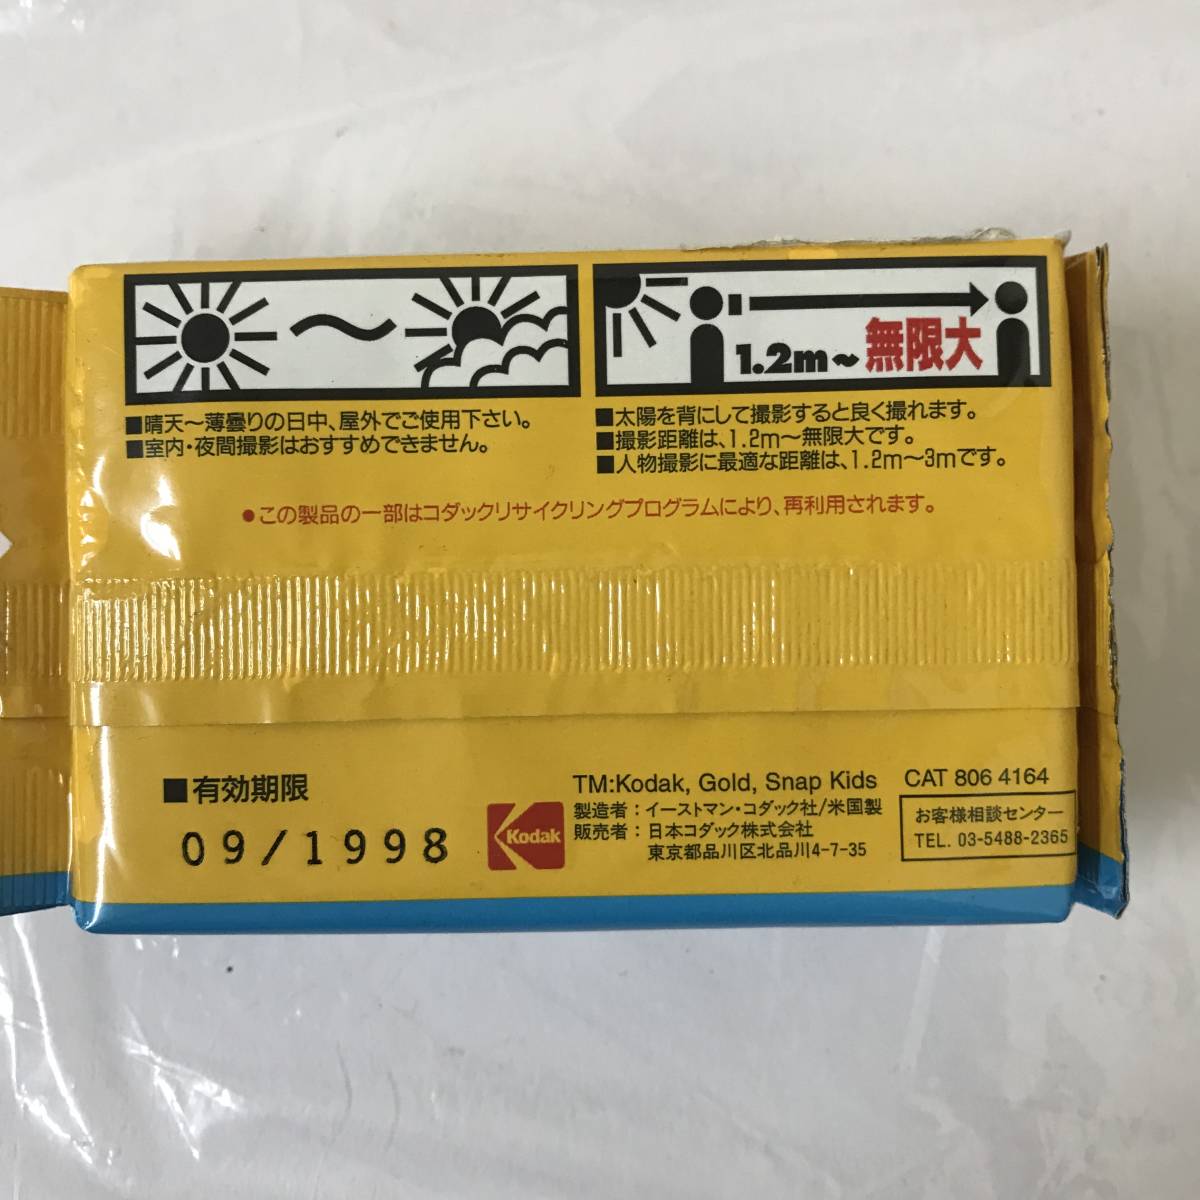 1.2m～無限大
■晴天～薄曇りの日中、屋外でご使用下さい。
■室内・夜間撮影はおすすめできません。
■太陽を背にして撮影すると良く撮れます。
■撮影距離は、1.2m～無限大です。
■人物撮影に最適な距離は、1.2m～3mです。
●この製品の一部はコダックリサイクリングプログラムにより、再利用されます。
■有効期限
09/1998
Kodak
TM:Kodak, Gold, Snap Kids
製造者：イーストマン・コダック社/米国製
販売者：日本コダック株式会社
東京都品川区北品川4-7-35
CAT 806 4164
お客様相談センター
TEL. 03-5488-2365